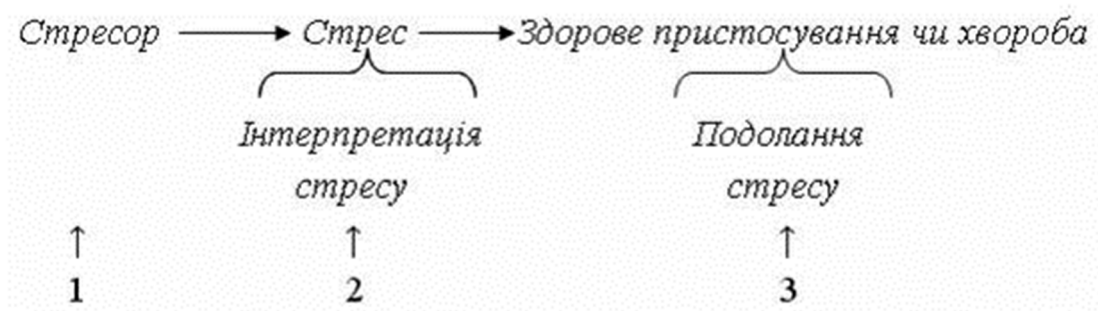 Стресор Стрес Здорове пристосування чи хвороба
Інтерпретація Подолання
стресу стресу
↑ ↑ ↑
1 2 3